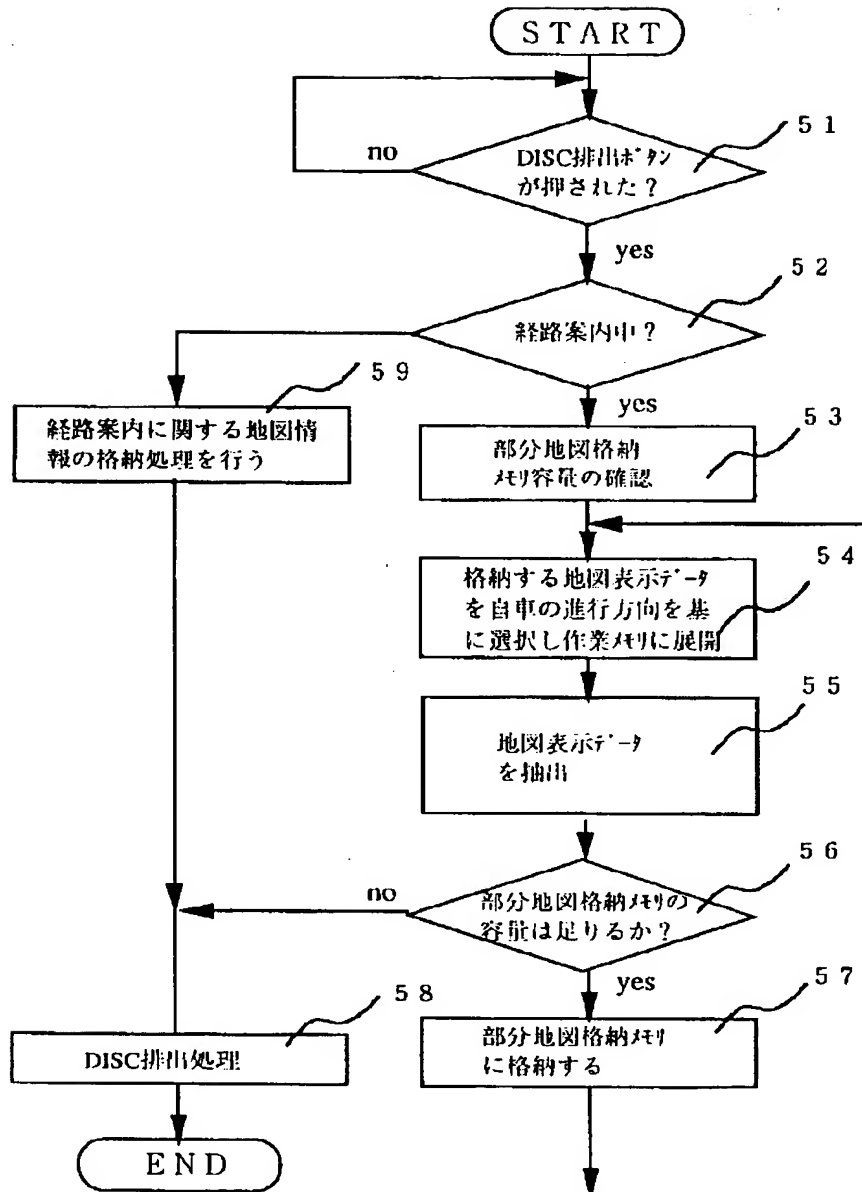 START
51
no
DISC排出ボタン
が押された？
yes
52
経路案内中？
59
yes
経路案内に関する地図情
報の格納処理を行う
53
部分地図格納
メモリ容量の確認
54
格納する地図表示データ
を自車の進行方向を基
に選択し作業メモリに展開
55
地図表示データ
を抽出
56
no
部分地図格納メモリの
容量は足りるか？
yes
57
58
部分地図格納メモリ
に格納する
DISC排出処理
END